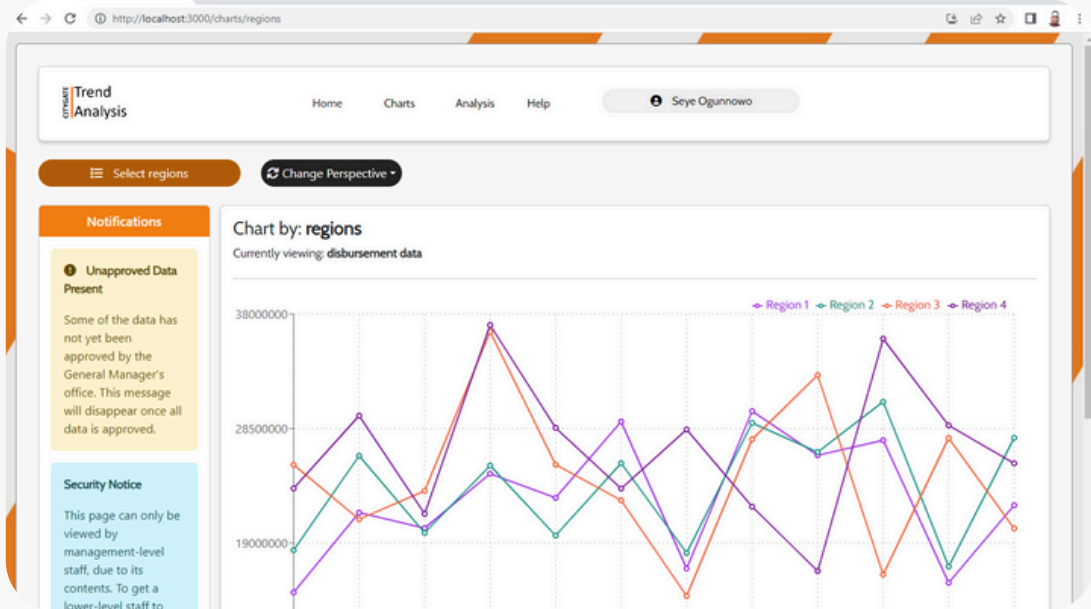 http://localhost:3000/charts/regions
CITYGATE
Trend
Analysis
Home Charts Analysis Help Seye Ogunnowo
Select regions Change Perspective
Notifications
Unapproved Data
Present
Some of the data has
not yet been
approved by the
General Manager's
office. This message
will disappear once all
data is approved.
Security Notice
This page can only be
viewed by
management-level
staff, due to its
contents. To get a
lower-level staff to
Chart by: regions
Currently viewing: disbursement data
Region 1 Region 2 Region 3 Region 4
38000000
28500000
19000000